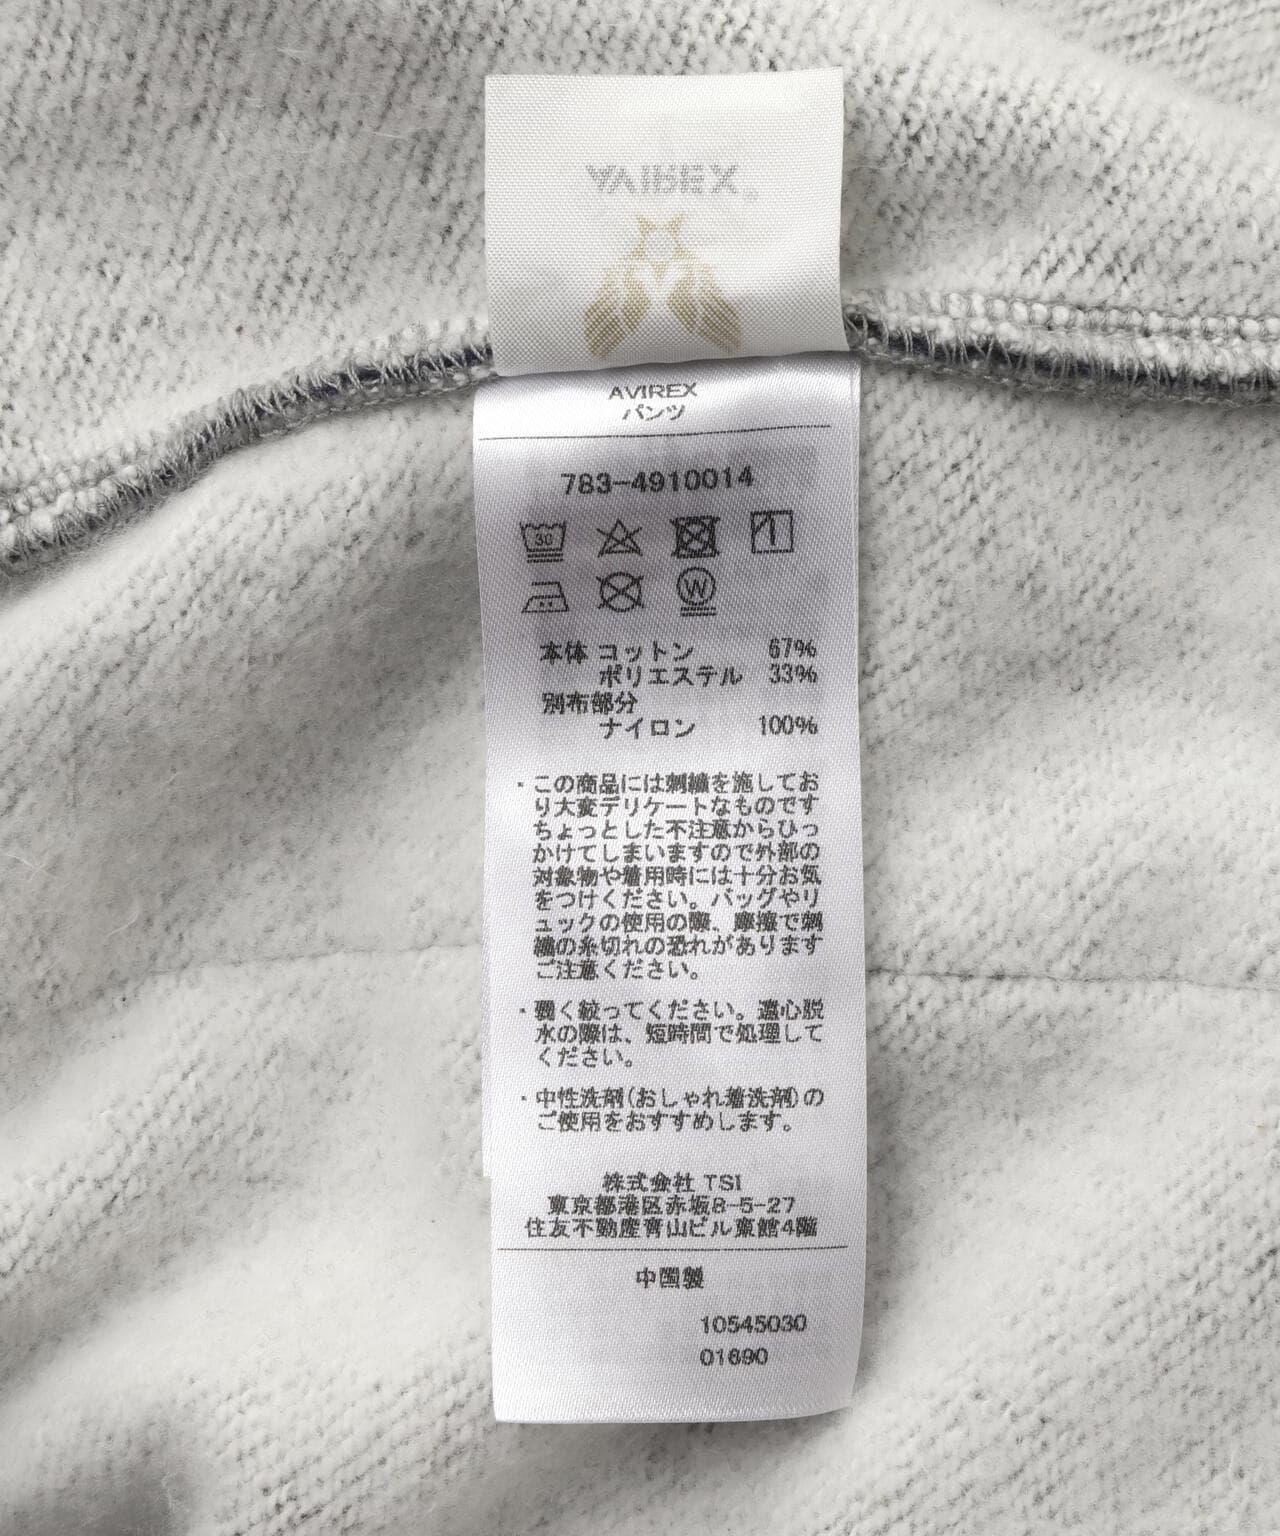 AVIREX
AVIREX
パンツ
783-4910014
30
W
本体 コットン 67%
ポリエステル 33%
別布部分
ナイロン 100%
・この商品には刺繍を施してお
り大変デリケートなものです
ちょっとした不注意からひっ
かけてしまいますので外部の
対象物や着用時には十分お気
をつけください。バッグやリ
ュックの使用の際、摩擦で刺
繍の糸切れの恐れがあります
ご注意ください。
・弱く絞ってください。遠心脱
水の際は、短時間で処理して
ください。
・中性洗剤(おしゃれ着洗剤)の
ご使用をおすすめします。
株式会社 TSI
東京都港区赤坂8-5-27
住友不動産青山ビル東館4階
中国製
10545030
01690